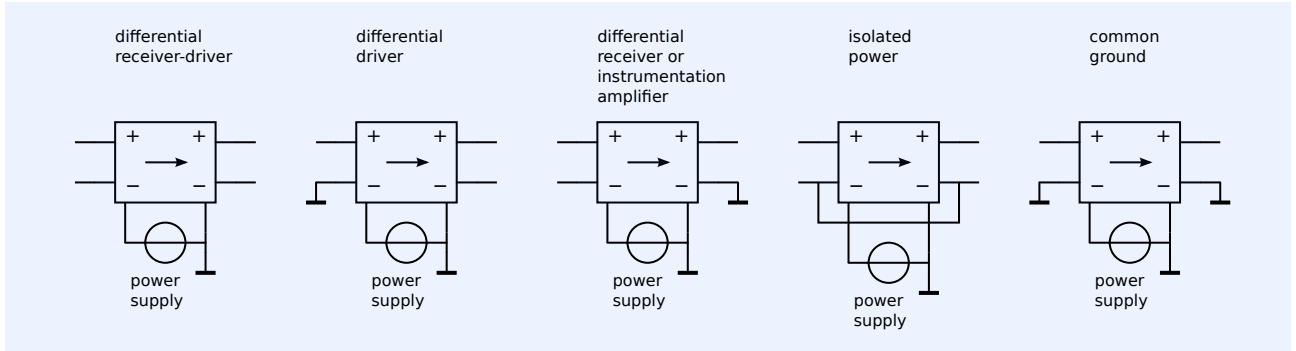 differential
receiver-driver
differential
driver
differential
receiver or
instrumentation
amplifier
isolated
power
common
ground
+ +
− −
+ +
− −
+ +
− −
+ +
− −
+ +
− −
power
supply
power
supply
power
supply
power
supply
power
supply